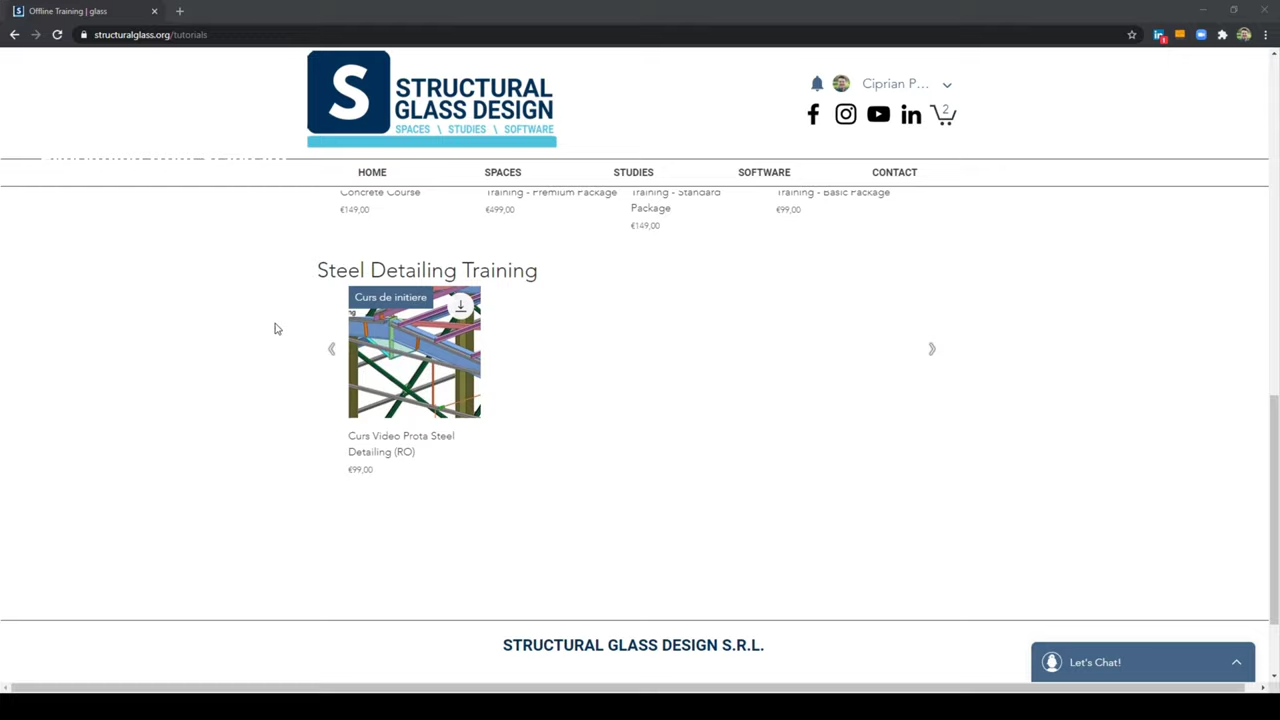 Offline Training | glass
structuralglass.org/tutorials
1
S
STRUCTURAL
GLASS DESIGN
SPACES \ STUDIES \ SOFTWARE
Ciprian P...
2
HOME
SPACES
STUDIES
SOFTWARE
CONTACT
Concrete Course
€149,00
Training - Premium Package
€499,00
Training - Standard
Package
€149,00
Training - Basic Package
€99,00
Steel Detailing Training
Curs de initiere
Curs Video Prota Steel
Detailing (RO)
€99,00
STRUCTURAL GLASS DESIGN S.R.L.
Let's Chat!